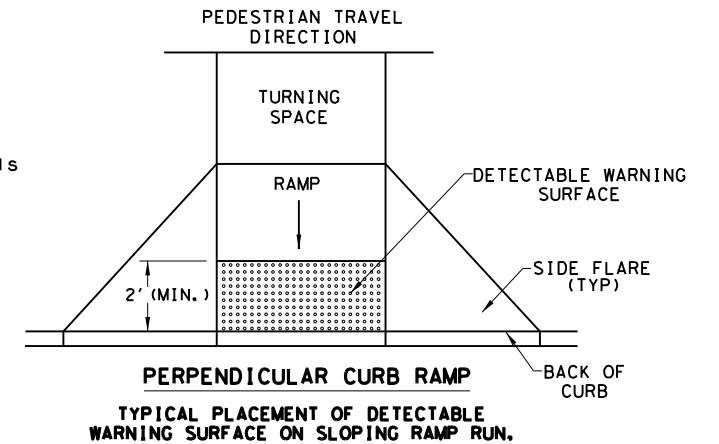 PEDESTRIAN TRAVEL
DIRECTION
TURNING
SPACE
RAMP
DETECTABLE WARNING
SURFACE
SIDE FLARE
(TYP)
2' (MIN.)
BACK OF
CURB
PERPENDICULAR CURB RAMP
TYPICAL PLACEMENT OF DETECTABLE
WARNING SURFACE ON SLOPING RAMP RUN.